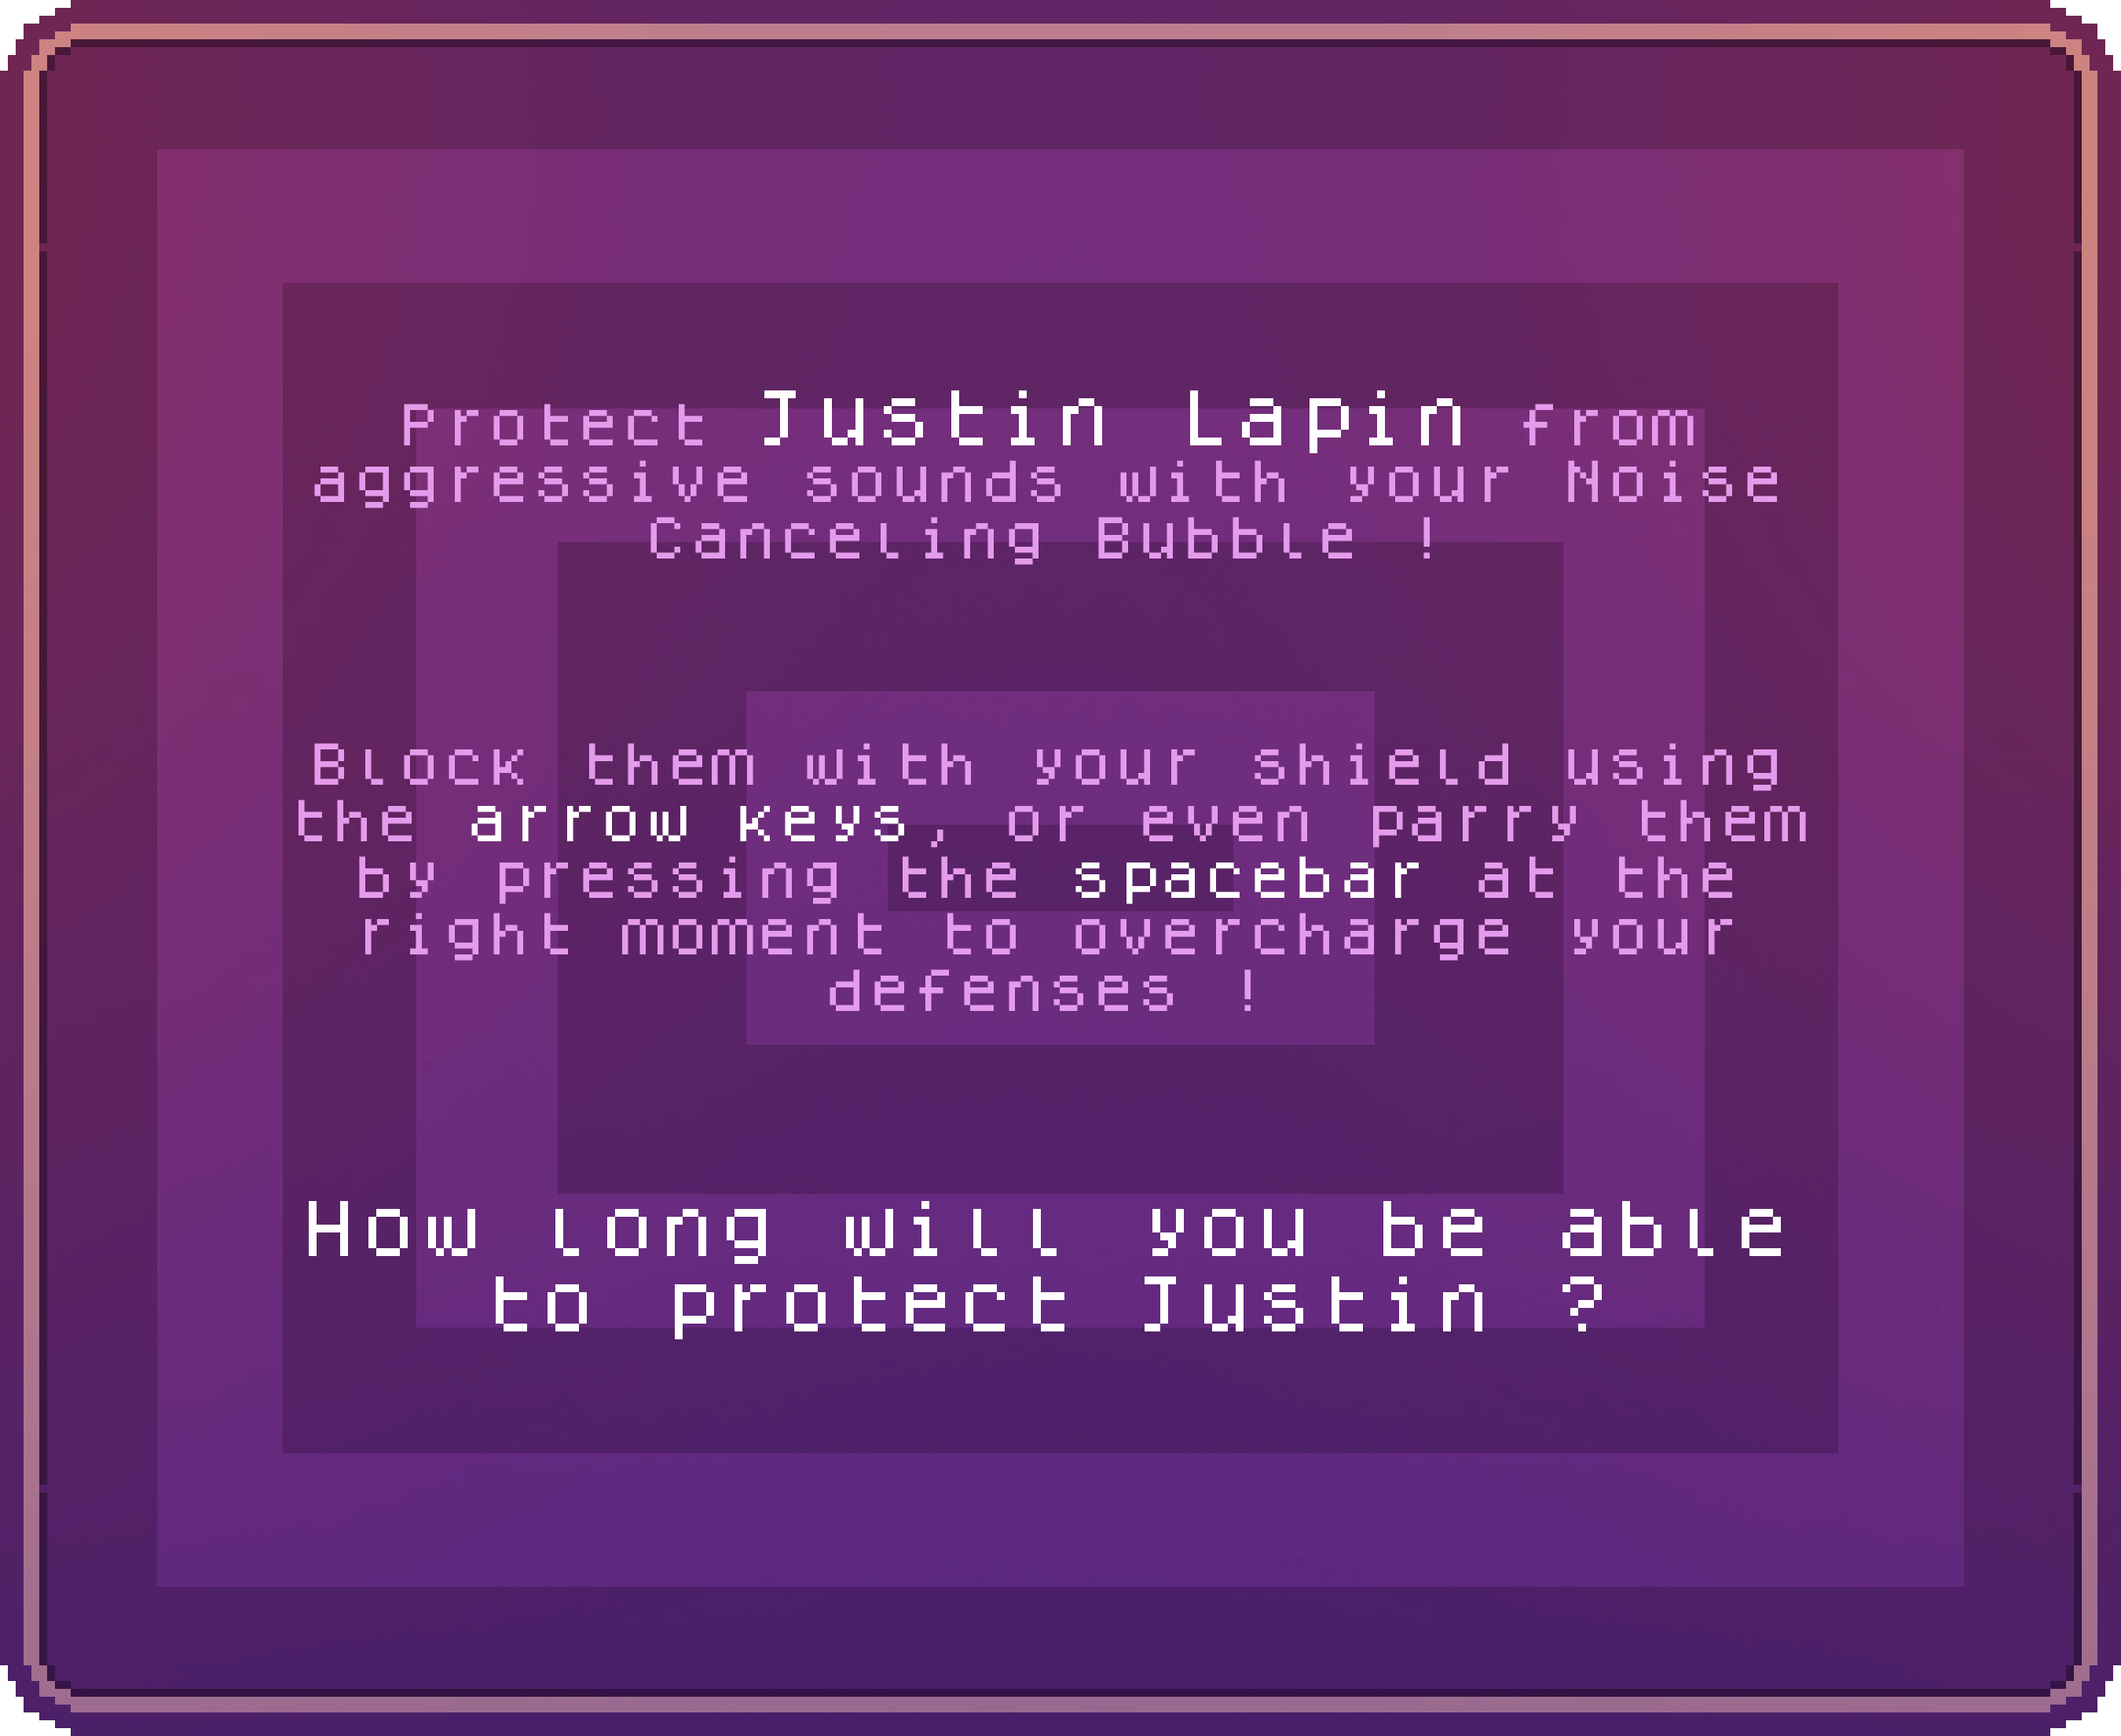 Protect Justin Lapin from
aggressive sounds with your Noise
Canceling Bubble !
Block them with your shield using
the arrow keys, or even parry them
by pressing the spacebar at the
right moment to overcharge your
defenses !
How long will you be able
to protect Justin ?